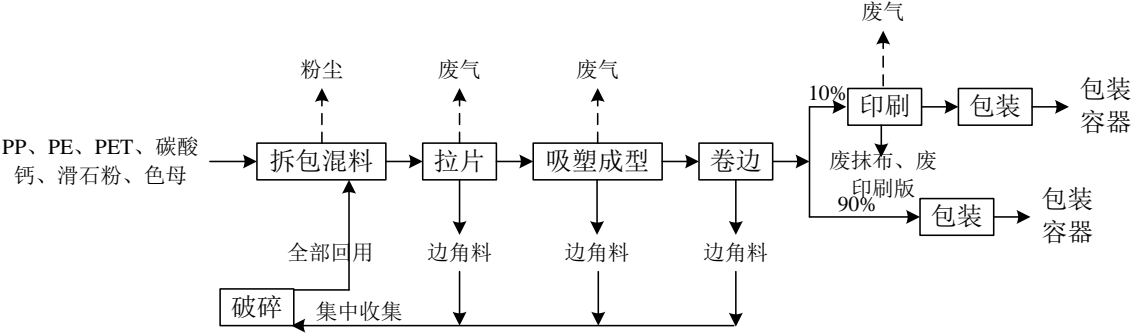 废气
粉尘
废气
废气
10%
印刷
包装
包装
容器
PP、PE、PET、碳酸
钙、滑石粉、色母
拆包混料
拉片
吸塑成型
卷边
废抹布、废
印刷版
90%
包装
包装
容器
全部回用
边角料
边角料
边角料
破碎
集中收集